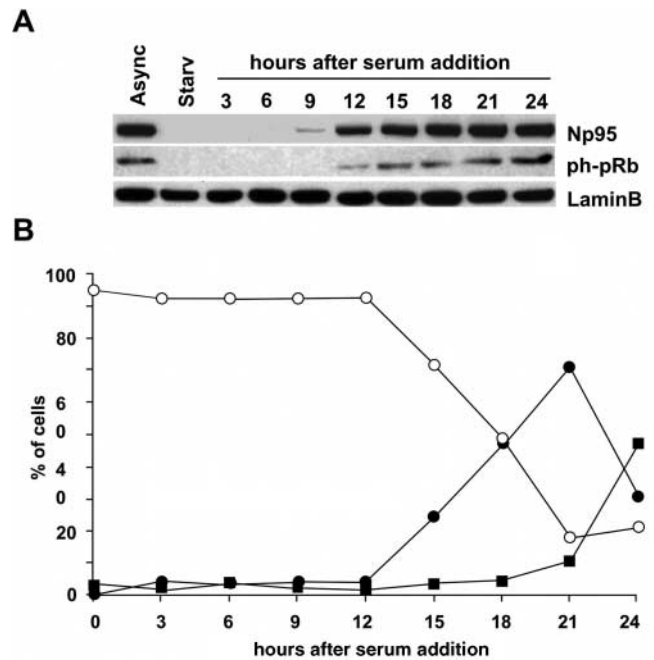 A
Async
Starv
hours after serum addition
3 6 9 12 15 18 21 24
Np95
ph-pRb
LaminB
B
100
80
6
0
4
0
20
0
% of cells
0 3 6 9 12 15 18 21 24
hours after serum addition